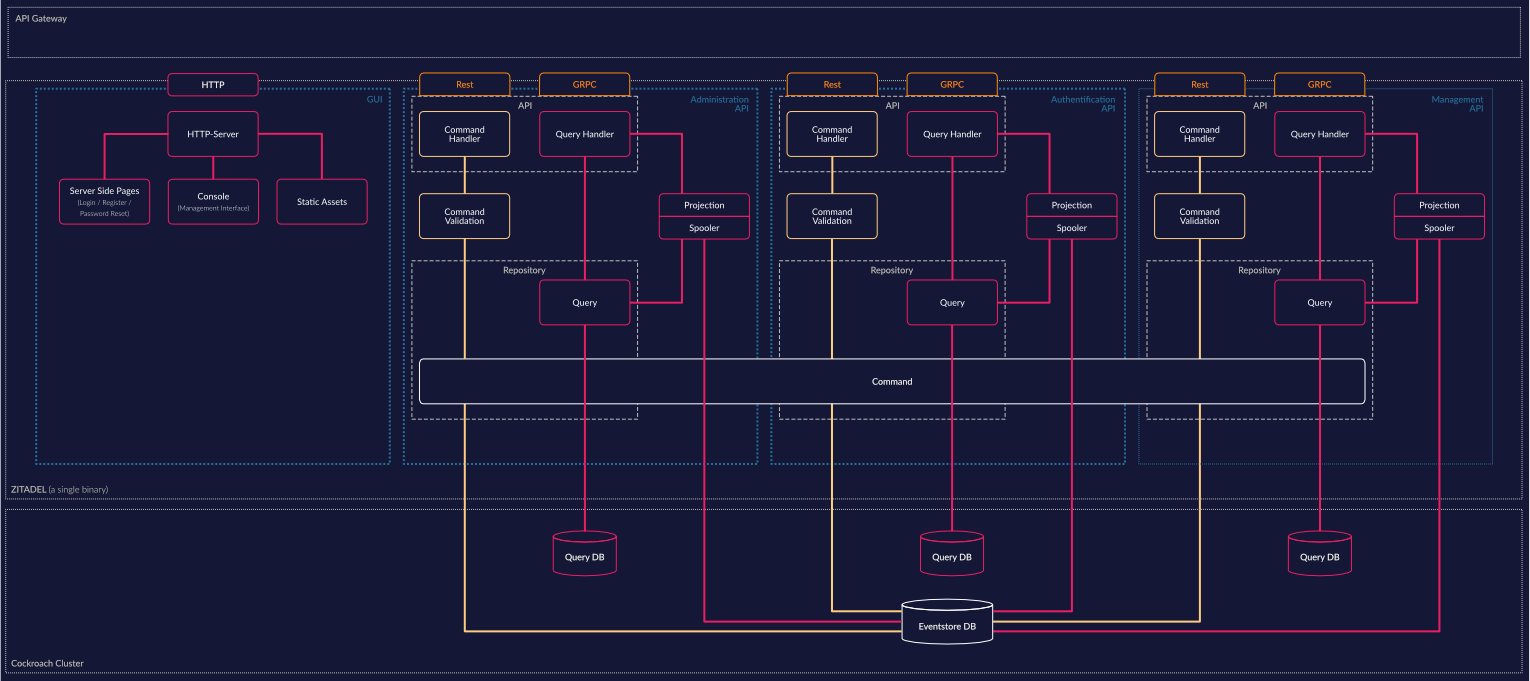 API Gateway
HTTP
Rest
GRPC
Rest
GRPC
Rest
GRPC
GUI
API
Administration
API
API
Authentification
API
API
Management
API
HTTP-Server
Command
Handler
Query Handler
Command
Handler
Query Handler
Command
Handler
Query Handler
Server Side Pages
(Login / Register /
Password Reset)
Console
(Management Interface)
Static Assets
Command
Validation
Projection
Spooler
Command
Validation
Projection
Spooler
Command
Validation
Projection
Spooler
Repository
Repository
Repository
Query
Query
Query
Command
ZITADEL (a single binary)
Query DB
Query DB
Query DB
Eventstore DB
Cockroach Cluster